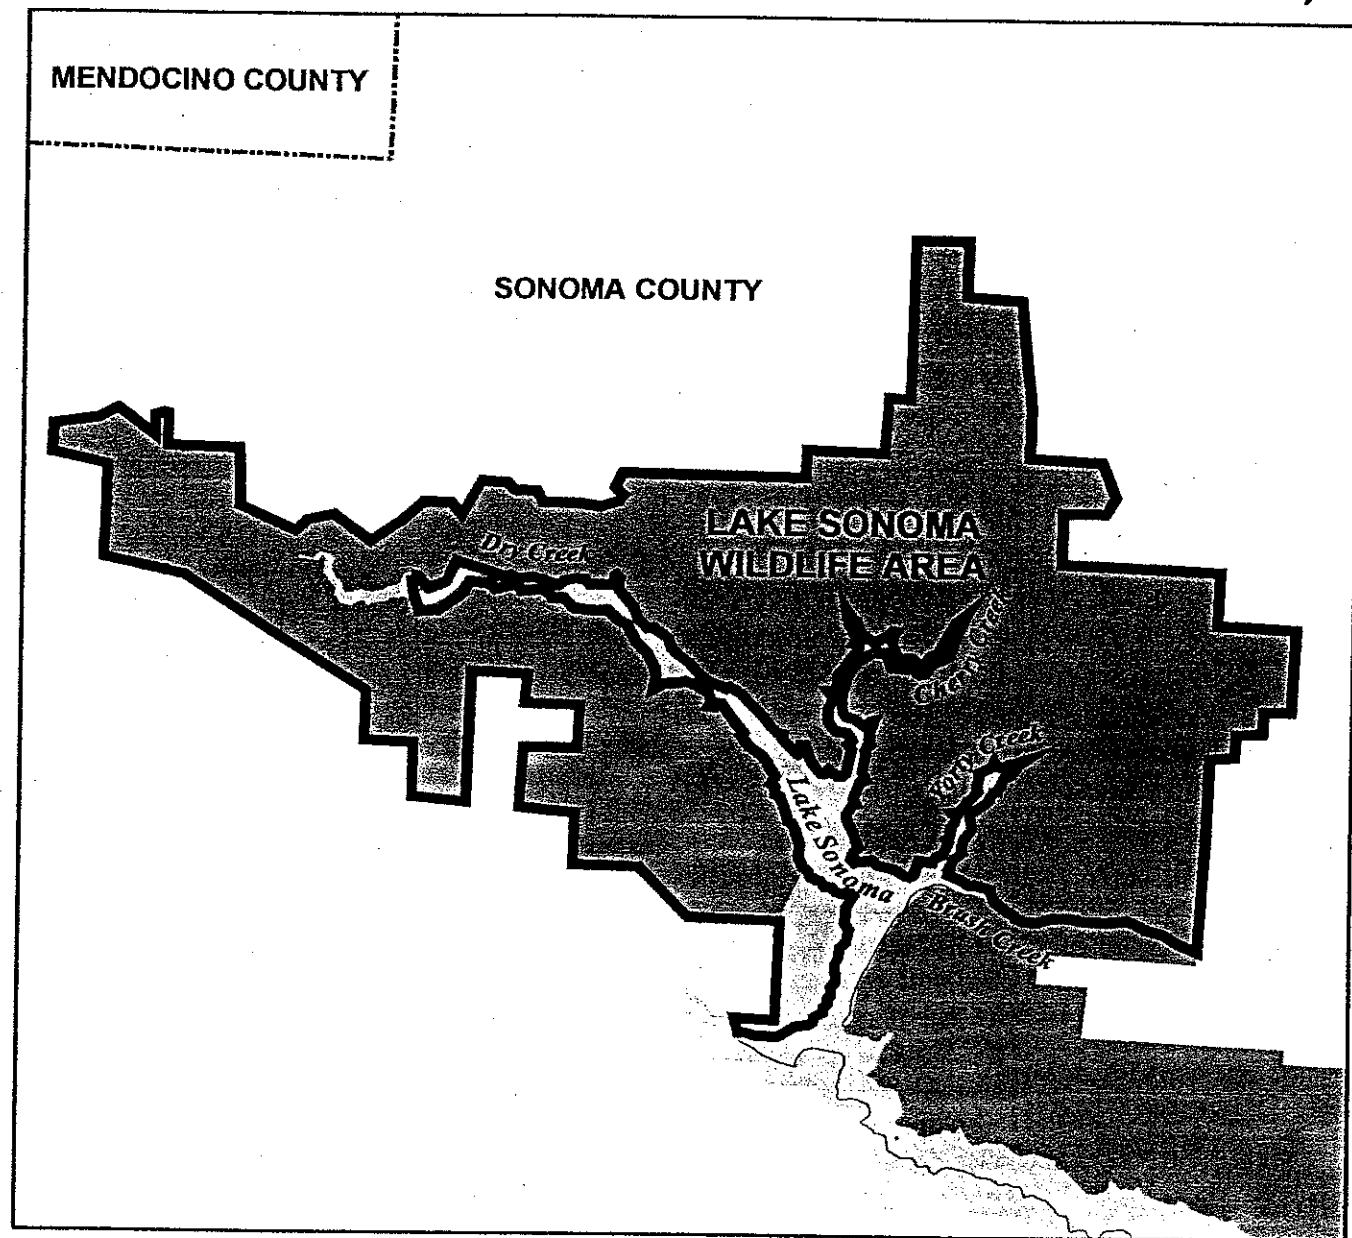 MENDOCINO COUNTY
SONOMA COUNTY
LAKE SONOMA
WILDLIFE AREA
Dry Creek
Cherry Creek
Yorty Creek
Lake Sonoma
Brush Creek